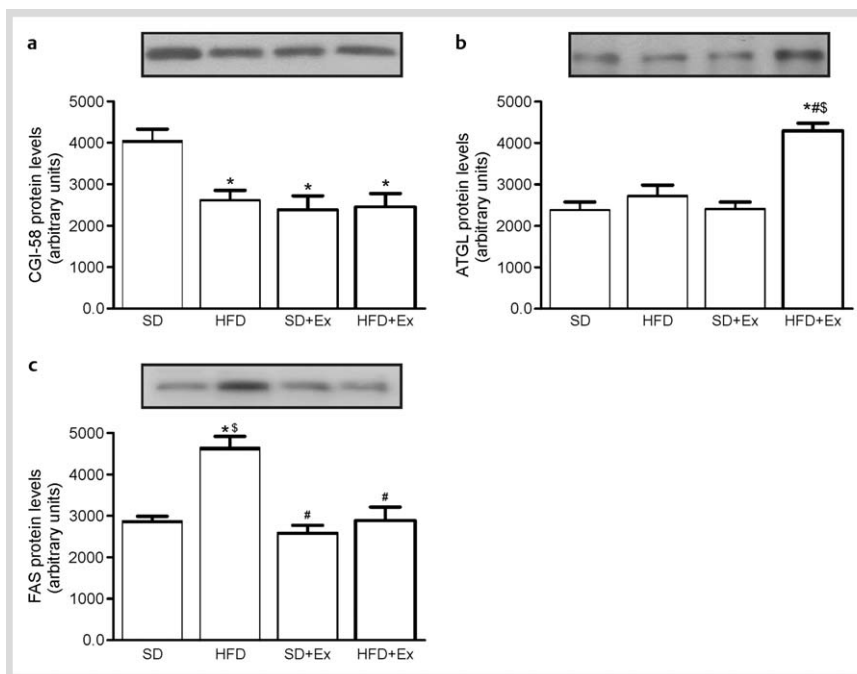 a
CGI-58 protein levels
(arbitrary units)
5000
4000
3000
2000
1000
0.0
*
*
*
SD HFD SD+Ex HFD+Ex
b
ATGL protein levels
(arbitrary units)
5000
4000
3000
2000
1000
0.0
*#$
SD HFD SD+Ex HFD+Ex
c
FAS protein levels
(arbitrary units)
5000
4000
3000
2000
1000
0.0
*$
#
#
SD HFD SD+Ex HFD+Ex